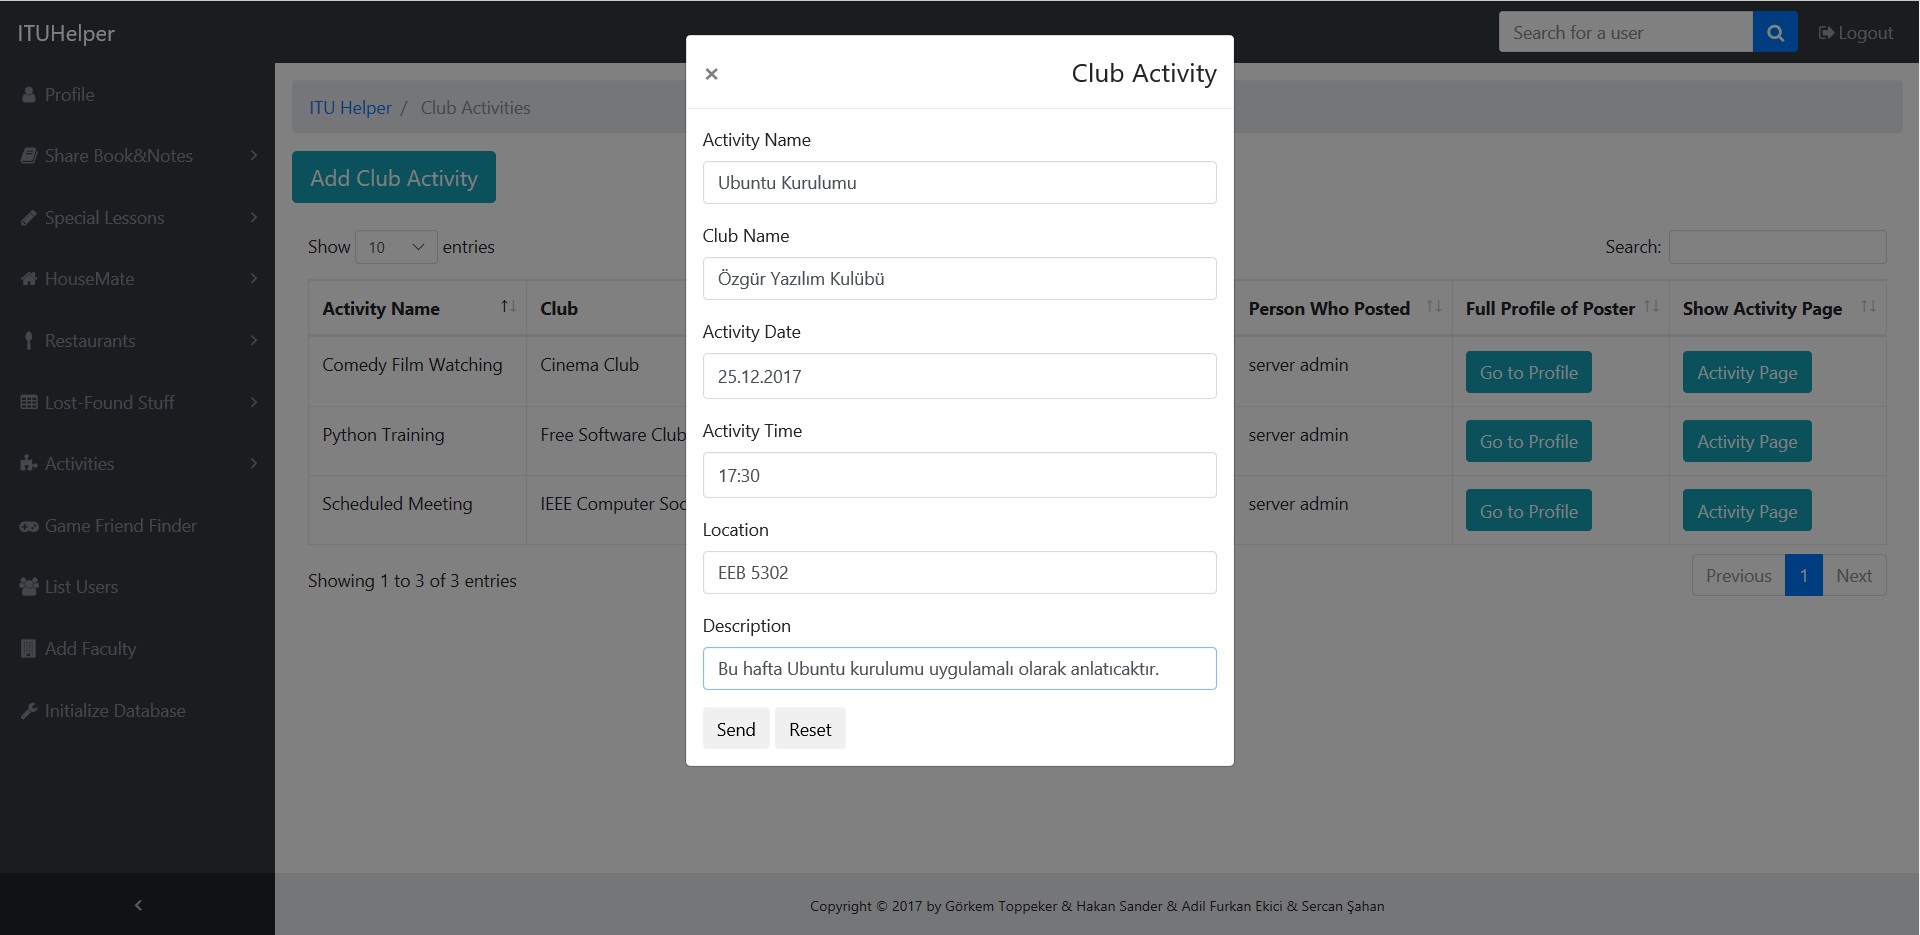 ITUHelper
Search for a user
Logout
Profile
Share Book&Notes
Special Lessons
HouseMate
Restaurants
Lost-Found Stuff
Activities
Game Friend Finder
List Users
Add Faculty
Initialize Database
ITU Helper / Club Activities
Add Club Activity
Show 10 entries
Search:
Activity Name Club Person Who Posted Full Profile of Poster Show Activity Page
Comedy Film Watching Cinema Club server admin Go to Profile Activity Page
Python Training Free Software Club server admin Go to Profile Activity Page
Scheduled Meeting IEEE Computer Soc server admin Go to Profile Activity Page
Showing 1 to 3 of 3 entries
Previous 1 Next
× Club Activity
Activity Name
Ubuntu Kurulumu
Club Name
Özgür Yazılım Kulübü
Activity Date
25.12.2017
Activity Time
17:30
Location
EEB 5302
Description
Bu hafta Ubuntu kurulumu uygulamalı olarak anlatıcaktır.
Send Reset
Copyright © 2017 by Görkem Toppeker & Hakan Sander & Adil Furkan Ekici & Sercan Şahan